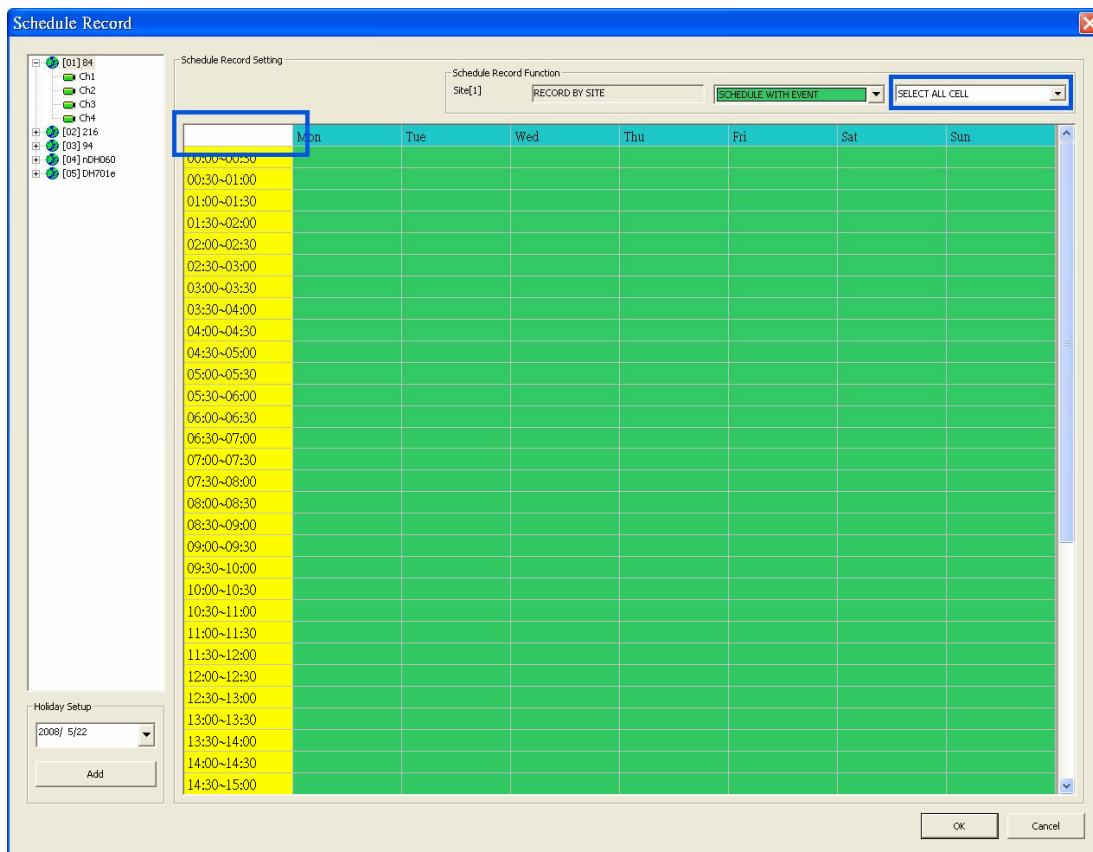 Schedule Record
[01] 84
Ch1
Ch2
Ch3
Ch4
[02] 216
[03] 94
[04] nDH060
[05] DH701e
Holiday Setup
2008/ 5/22
Add
Schedule Record Setting
Schedule Record Function
Site[1] RECORD BY SITE SCHEDULE WITH EVENT SELECT ALL CELL
Mon Tue Wed Thu Fri Sat Sun
00:00~00:30
00:30~01:00
01:00~01:30
01:30~02:00
02:00~02:30
02:30~03:00
03:00~03:30
03:30~04:00
04:00~04:30
04:30~05:00
05:00~05:30
05:30~06:00
06:00~06:30
06:30~07:00
07:00~07:30
07:30~08:00
08:00~08:30
08:30~09:00
09:00~09:30
09:30~10:00
10:00~10:30
10:30~11:00
11:00~11:30
11:30~12:00
12:00~12:30
12:30~13:00
13:00~13:30
13:30~14:00
14:00~14:30
14:30~15:00
OK Cancel